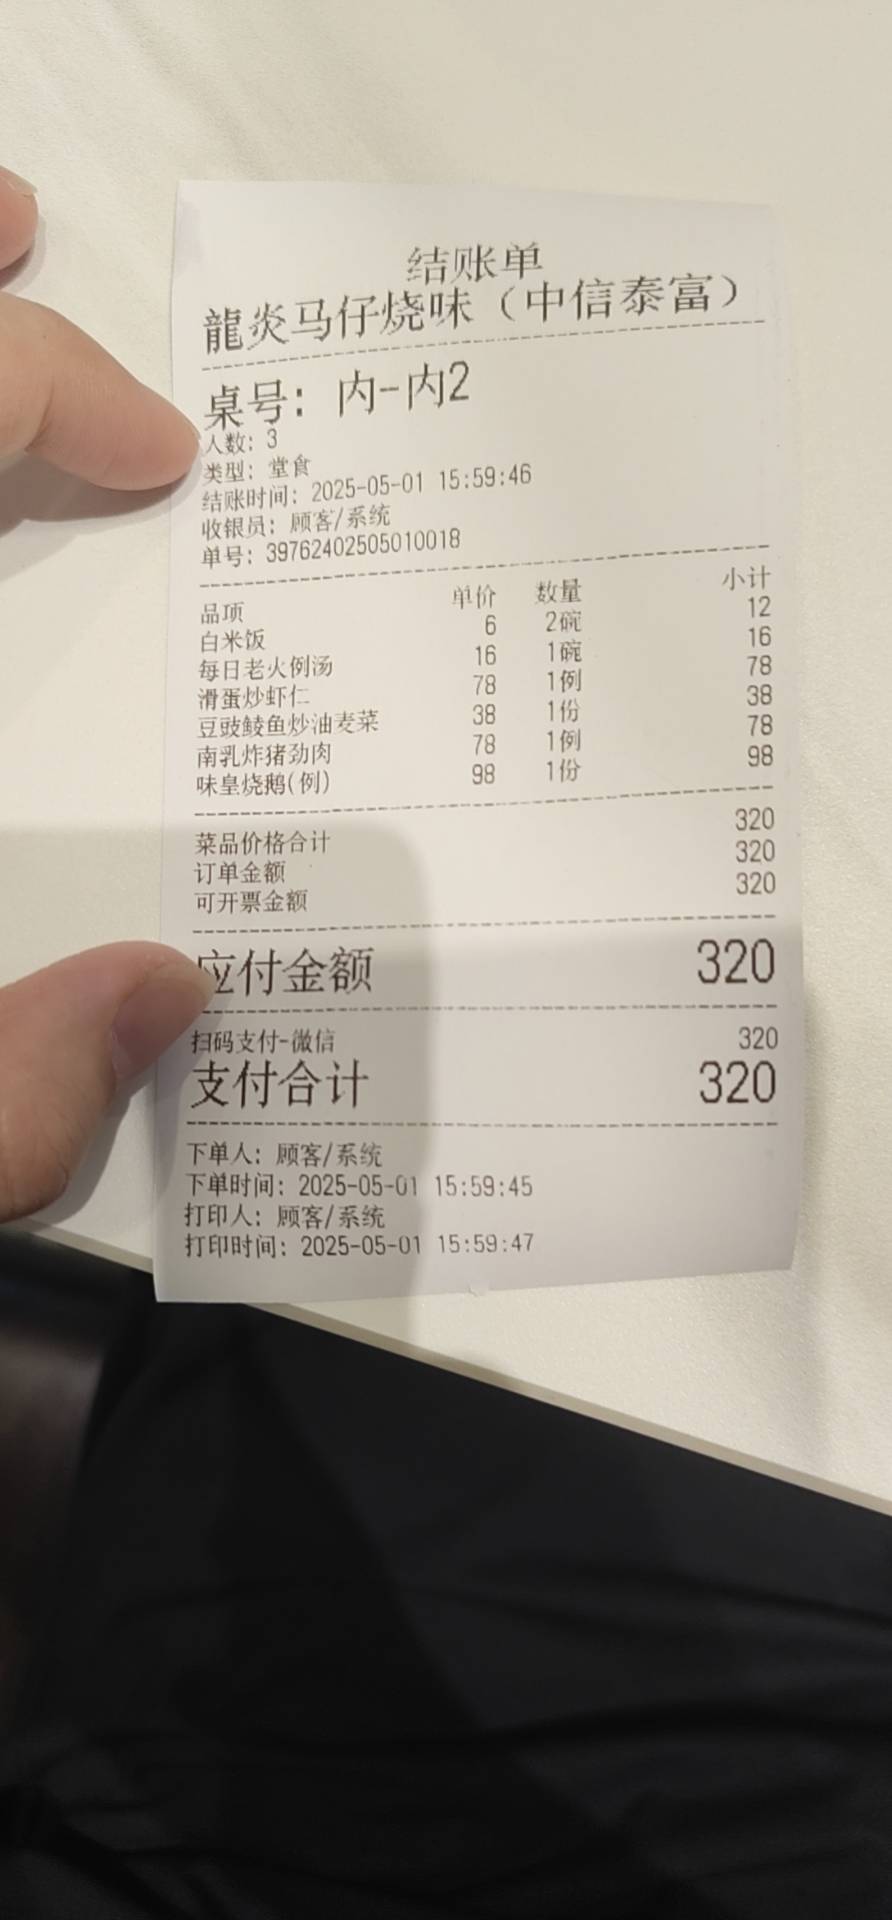 结账单
龍炎马仔烧味（中信泰富）
桌号：内-内2
人数：3
类型：堂食
结账时间：2025-05-01 15:59:46
收银员：顾客/系统
单号：39762402505010018
品项 单价 数量 小计
白米饭 6 2碗 12
每日老火例汤 16 1碗 16
滑蛋炒虾仁 78 1例 78
豆豉鲮鱼炒油麦菜 38 1份 38
南乳炸猪劲肉 78 1例 78
味皇烧鹅(例) 98 1份 98
菜品价格合计 320
订单金额 320
可开票金额 320
应付金额 320
扫码支付-微信 320
支付合计 320
下单人：顾客/系统
下单时间：2025-05-01 15:59:45
打印人：顾客/系统
打印时间：2025-05-01 15:59:47